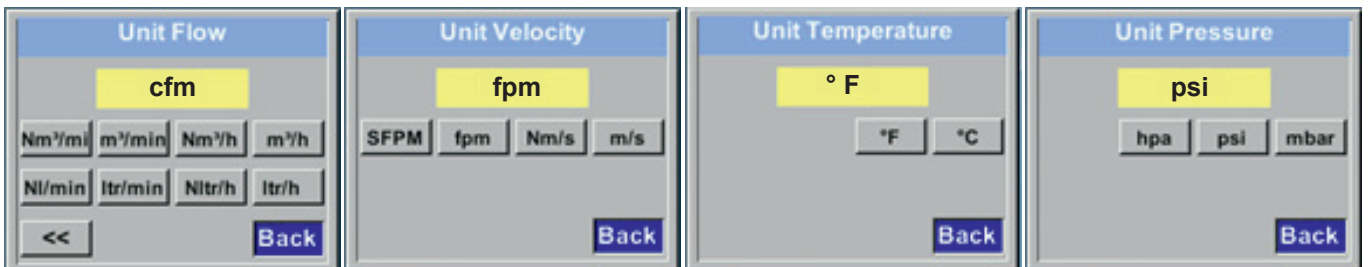 Unit Flow
cfm
Nm³/mi m³/min Nm³/h m³/h
Nl/min ltr/min Nltr/h ltr/h
<< Back
Unit Velocity
fpm
SFPM fpm Nm/s m/s
Back
Unit Temperature
° F
°F °C
Back
Unit Pressure
psi
hpa psi mbar
Back